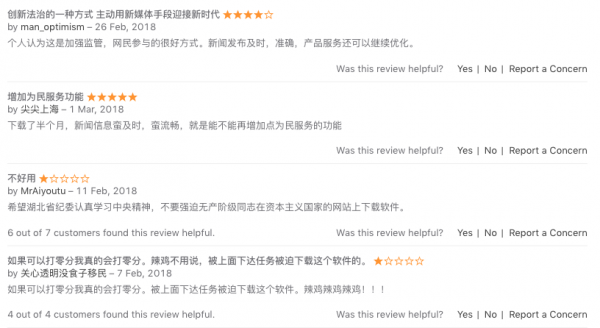 创新法治的一种方式 主动用新媒体手段迎接新时代 ★★★★☆
by man_optimism – 26 Feb, 2018
个人认为这是加强监管，网民参与的很好方式。新闻发布及时，准确，产品服务还可以继续优化。
Was this review helpful? Yes | No | Report a Concern
增加为民服务功能 ★★★★★
by 尖尖上海 – 1 Mar, 2018
下载了半个月，新闻信息蛮及时，蛮流畅，就是能不能再增加点为民服务的功能
Was this review helpful? Yes | No | Report a Concern
不好用 ★☆☆☆☆
by MrAiyoutu – 11 Feb, 2018
希望湖北省纪委认真学习中央精神，不要强迫无产阶级同志在资本主义国家的网站上下载软件。
6 out of 7 customers found this review helpful. Was this review helpful? Yes | No | Report a Concern
如果可以打零分我真的会打零分。辣鸡不用说，被上面下达任务被迫下载这个软件的。 ★☆☆☆☆
by 关心透明没食子移民 – 7 Feb, 2018
如果可以打零分我真的会打零分。被上面下达任务被迫下载这个软件。辣鸡辣鸡辣鸡！！！
4 out of 4 customers found this review helpful. Was this review helpful? Yes | No | Report a Concern